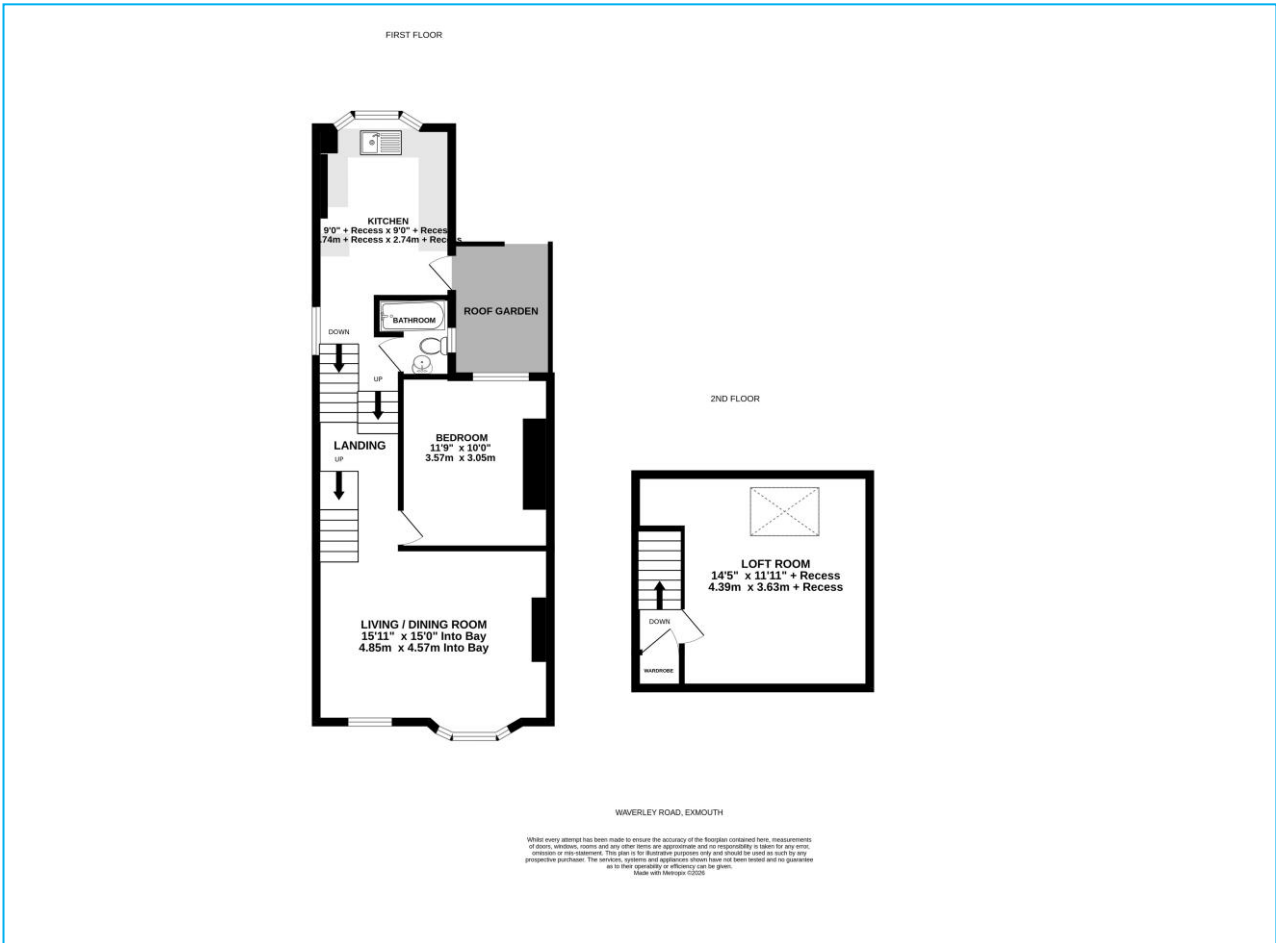 FIRST FLOOR
KITCHEN
9'0" + Recess x 9'0" + Recess
.74m + Recess x 2.74m + Recess
ROOF GARDEN
BATHROOM
DOWN
UP
2ND FLOOR
BEDROOM
11'9" x 10'0"
3.57m x 3.05m
LANDING
UP
LOFT ROOM
14'5" x 11'11" + Recess
4.39m x 3.63m + Recess
DOWN
LIVING / DINING ROOM
15'11" x 15'0" Into Bay
4.85m x 4.57m Into Bay
WARDROBE
WAVERLEY ROAD, EXMOUTH
Whilst every attempt has been made to ensure the accuracy of the floorplan contained here, measurements
of doors, windows, rooms and any other items are approximate and no responsibility is taken for any error,
omission or mis-statement. This plan is for illustrative purposes only and should be used as such by any
prospective purchaser. The services, systems and appliances shown have not been tested and no guarantee
as to their operability or efficiency can be given.
Made with Metropix ©2026